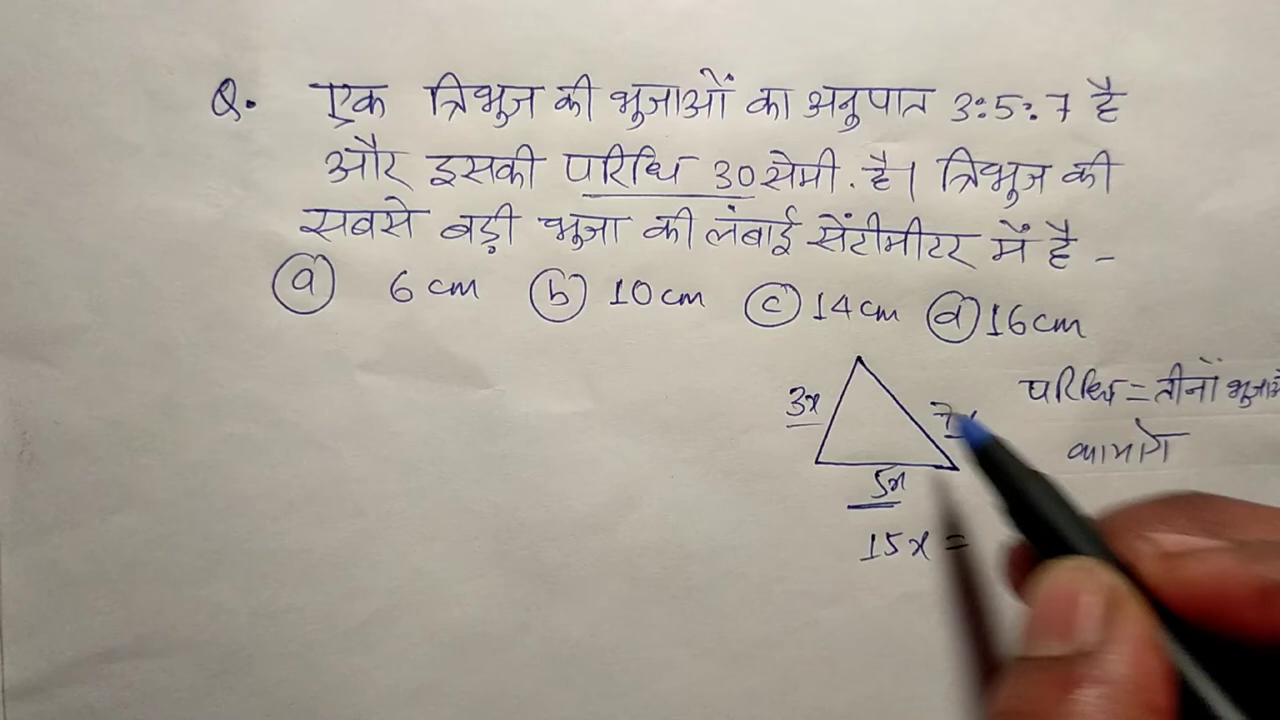 Q. एक त्रिभुज की भुजाओं का अनुपात 3:5:7 है
और इसकी परिधि 30 सेमी. है। त्रिभुज की
सबसे बड़ी भुजा की लंबाई सेंटीमीटर में है -
(a) 6 cm (b) 10 cm (c) 14 cm (d) 16 cm
3x
5x
15x =
परिधि = तीनों